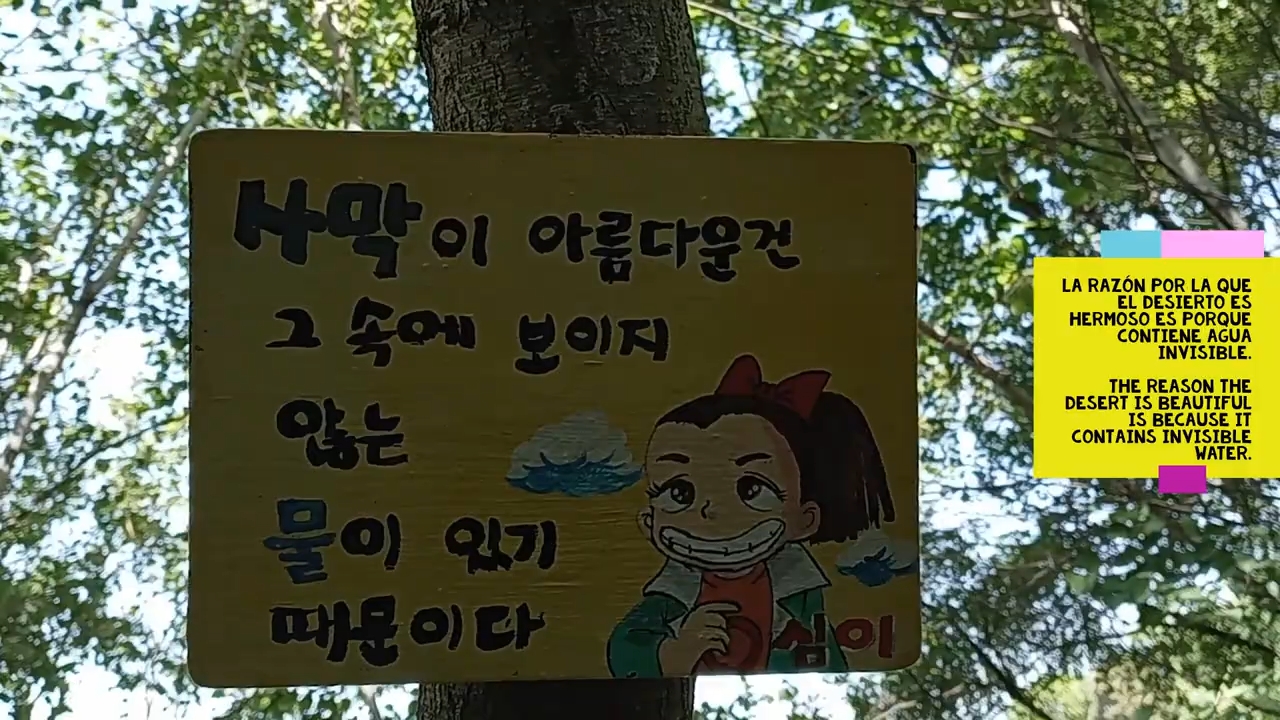 사막이 아름다운건
그 속에 보이지
않는
물이 있기
때문이다
심이
LA RAZÓN POR LA QUE
EL DESIERTO ES
HERMOSO ES PORQUE
CONTIENE AGUA
INVISIBLE.
THE REASON THE
DESERT IS BEAUTIFUL
IS BECAUSE IT
CONTAINS INVISIBLE
WATER.